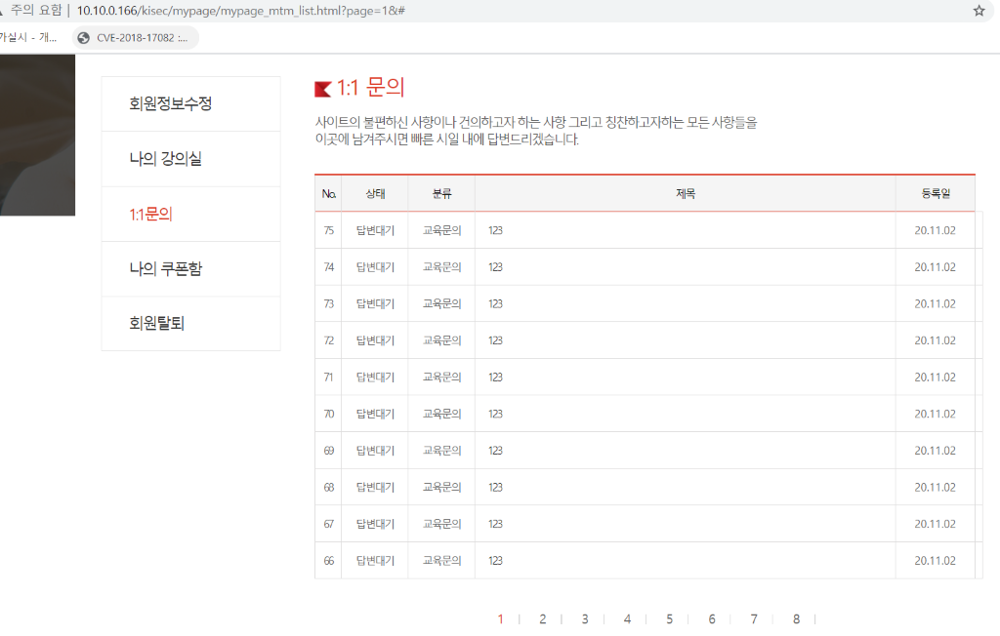 주의 요함 | 10.10.0.166/kisec/mypage/mypage_mtm_list.html?page=1&#
가실시 - 개... CVE-2018-17082 :...
회원정보수정
나의 강의실
1:1문의
나의 쿠폰함
회원탈퇴
1:1 문의
사이트의 불편하신 사항이나 건의하고자 하는 사항 그리고 칭찬하고자하는 모든 사항들을
이곳에 남겨주시면 빠른 시일 내에 답변드리겠습니다.
No. 상태 분류 제목 등록일
75 답변대기 교육문의 123 20.11.02
74 답변대기 교육문의 123 20.11.02
73 답변대기 교육문의 123 20.11.02
72 답변대기 교육문의 123 20.11.02
71 답변대기 교육문의 123 20.11.02
70 답변대기 교육문의 123 20.11.02
69 답변대기 교육문의 123 20.11.02
68 답변대기 교육문의 123 20.11.02
67 답변대기 교육문의 123 20.11.02
66 답변대기 교육문의 123 20.11.02
1 | 2 | 3 | 4 | 5 | 6 | 7 | 8 |